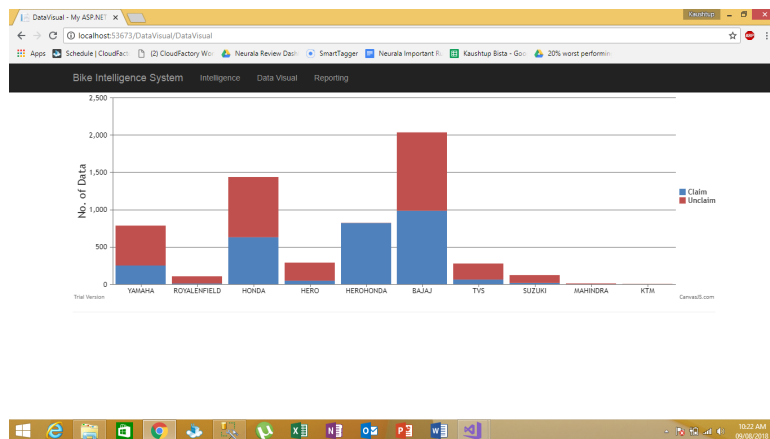 DataVisual - My ASP.NET
Kaushtup
localhost:53673/DataVisual/DataVisual
Apps Schedule | CloudFact (2) CloudFactory Wor Neurala Review Dash SmartTagger Neurala Important R Kaushtup Bista - Goo 20% worst performin
Bike Intelligence System Intelligence Data Visual Reporting
2,500
2,000
1,500
1,000
500
0
No. of Data
YAMAHA ROYALENFIELD HONDA HERO HEROHONDA BAJAJ TVS SUZUKI MAHINDRA KTM
Claim
Unclaim
Trial Version
CanvasJS.com
10:22 AM
09/08/2018